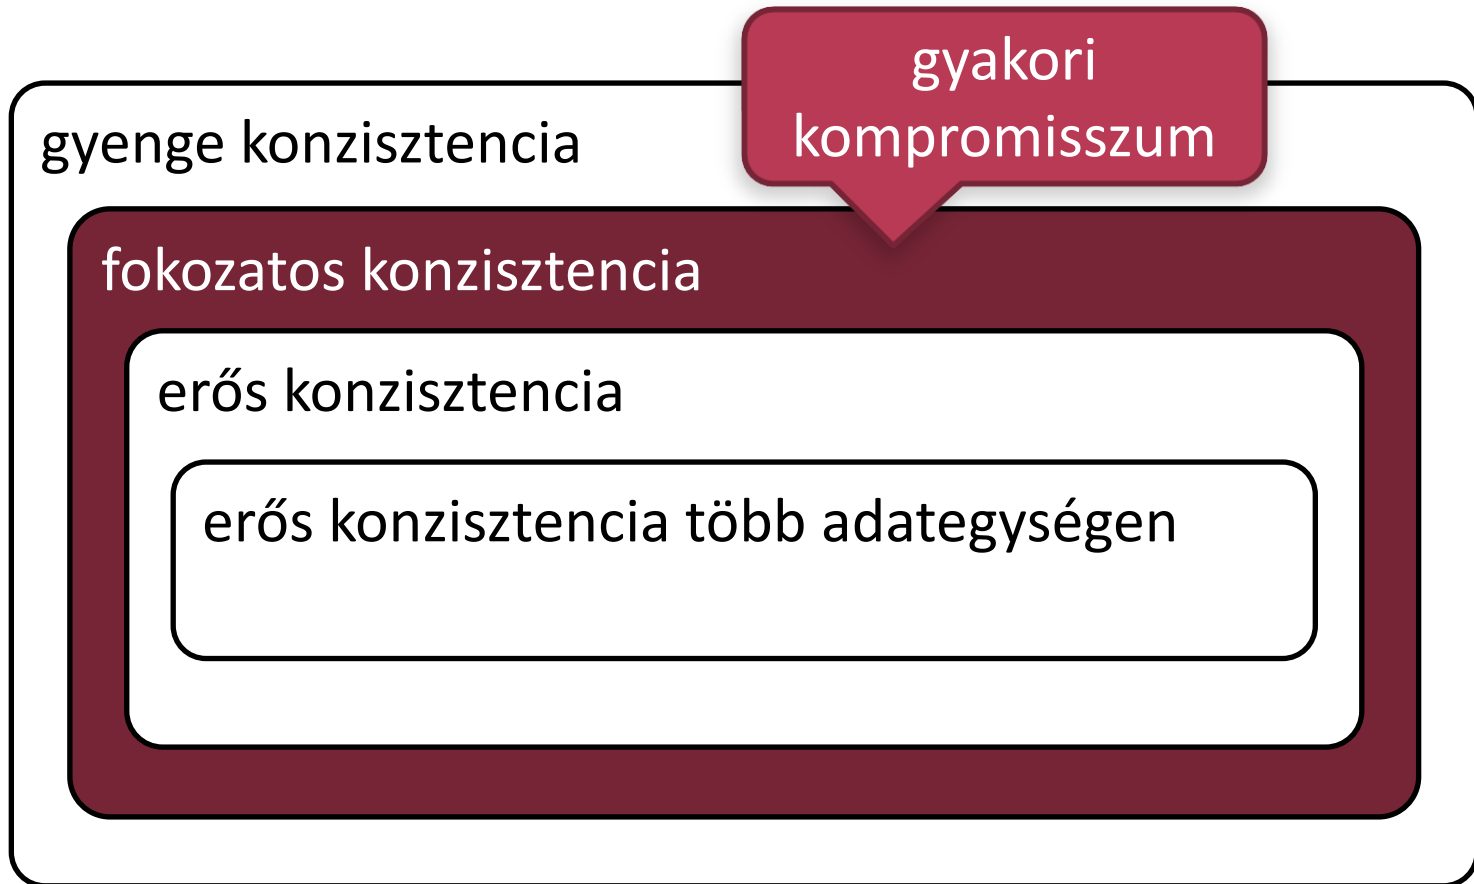 gyakori
kompromisszum
gyenge konzisztencia
fokozatos konzisztencia
erős konzisztencia
erős konzisztencia több adategységen